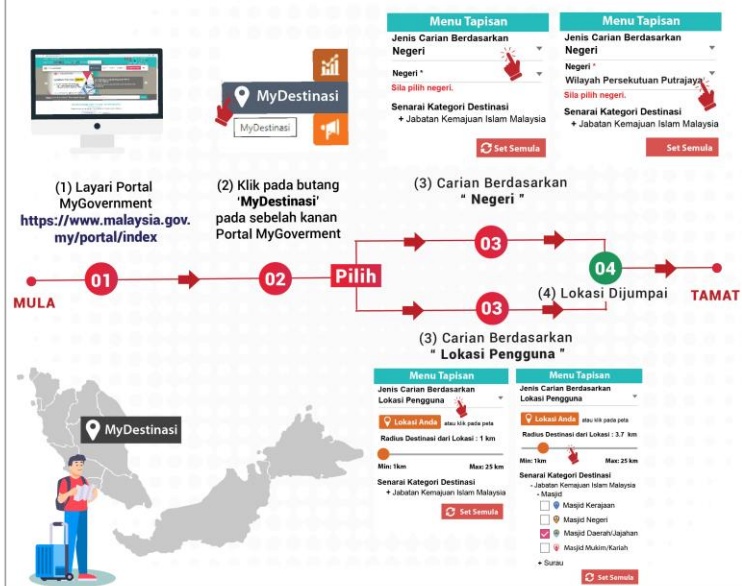 Menu Tapisan
Jenis Carian Berdasarkan
Negeri
Negeri *
Sila pilih negeri.
Senarai Kategori Destinasi
+ Jabatan Kemajuan Islam Malaysia
Set Semula
Menu Tapisan
Jenis Carian Berdasarkan
Negeri
Negeri *
Wilayah Persekutuan Putrajaya
Sila pilih negeri.
Senarai Kategori Destinasi
+ Jabatan Kemajuan Islam Malaysia
Set Semula
MyDestinasi
MyDestinasi
(1) Layari Portal
MyGovernment
https://www.malaysia.gov.
my/portal/index
(2) Klik pada butang
'MyDestinasi'
pada sebelah kanan
Portal MyGoverment
(3) Carian Berdasarkan
" Negeri "
MULA
01
02
Pilih
03
03
04
(4) Lokasi Dijumpai
TAMAT
(3) Carian Berdasarkan
" Lokasi Pengguna "
MyDestinasi
Menu Tapisan
Jenis Carian Berdasarkan
Lokasi Pengguna
Lokasi Anda atau klik pada peta
Radius Destinasi dari Lokasi : 1 km
Min: 1km Max: 25 km
Senarai Kategori Destinasi
+ Jabatan Kemajuan Islam Malaysia
Set Semula
Menu Tapisan
Jenis Carian Berdasarkan
Lokasi Pengguna
Lokasi Anda atau klik pada peta
Radius Destinasi dari Lokasi : 3.7 km
Min: 1km Max: 25 km
Senarai Kategori Destinasi
- Jabatan Kemajuan Islam Malaysia
- Masjid
Masjid Kerajaan
Masjid Negeri
Masjid Daerah/Jajahan
Masjid Mukim/Kariah
+ Surau
Set Semula